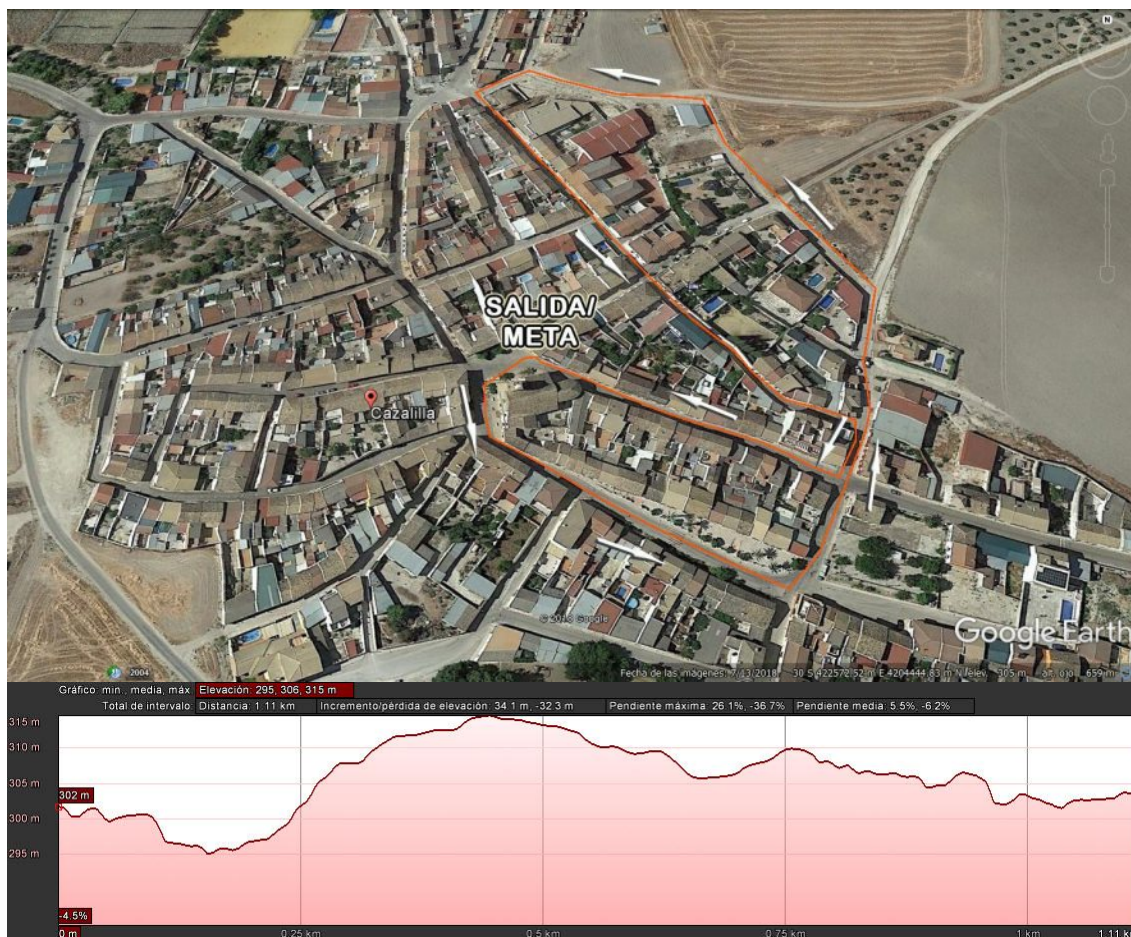 N
SALIDA/
META
Cazalilla
© 2018 Google
Google Earth
2004
Fecha de las imágenes: 7/13/2018 30 S 422572.52 m E 4204444.83 m N elev. 305 m 659 m
Gráfico: mín., media, máx Elevación: 295, 306, 315 m
Total de intervalo: Distancia: 1.11 km Incremento/pérdida de elevación: 34.1 m, -32.3 m Pendiente máxima: 26.1%, -36.7% Pendiente media: 5.5%, -6.2%
315 m
310 m
305 m
302 m
300 m
295 m
-4.5%
0 m 0.25 km 0.5 km 0.75 km 1 km 1.11